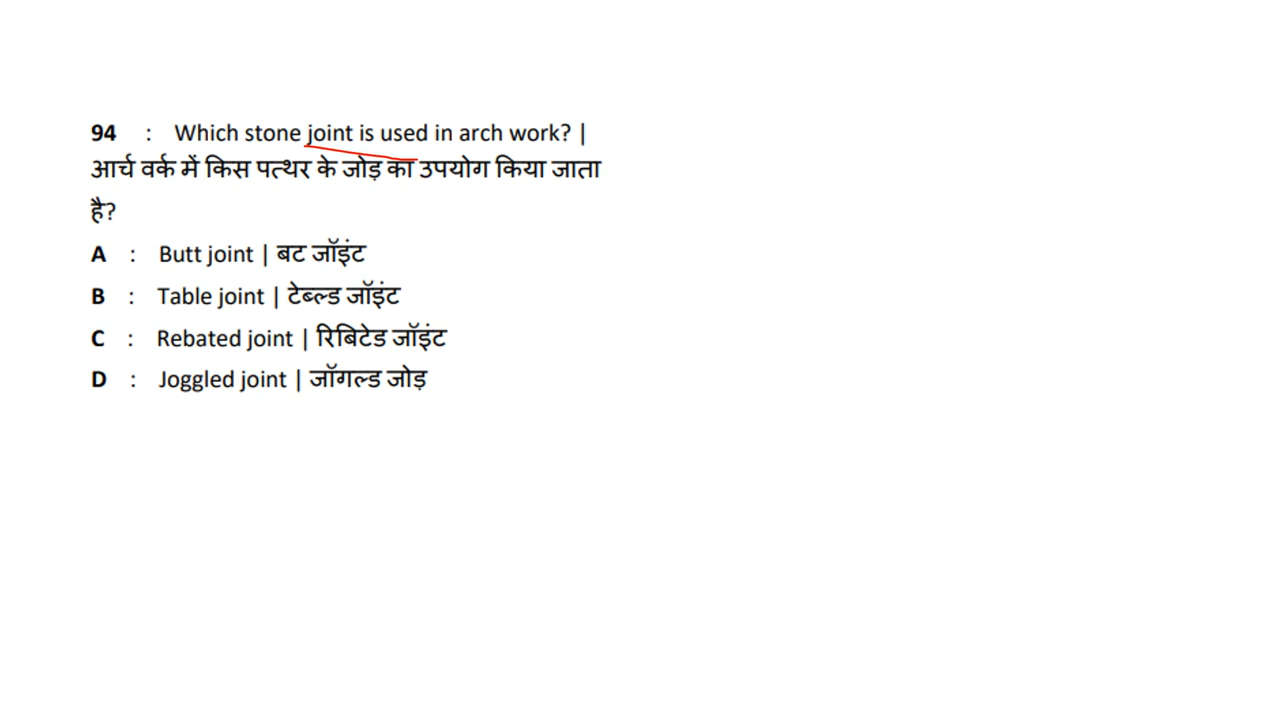 94 : Which stone joint is used in arch work? |
आर्च वर्क में किस पत्थर के जोड़ का उपयोग किया जाता
है?
A : Butt joint | बट जॉइंट
B : Table joint | टेब्ल्ड जॉइंट
C : Rebated joint | रिबिटेड जॉइंट
D : Joggled joint | जॉगल्ड जोड़